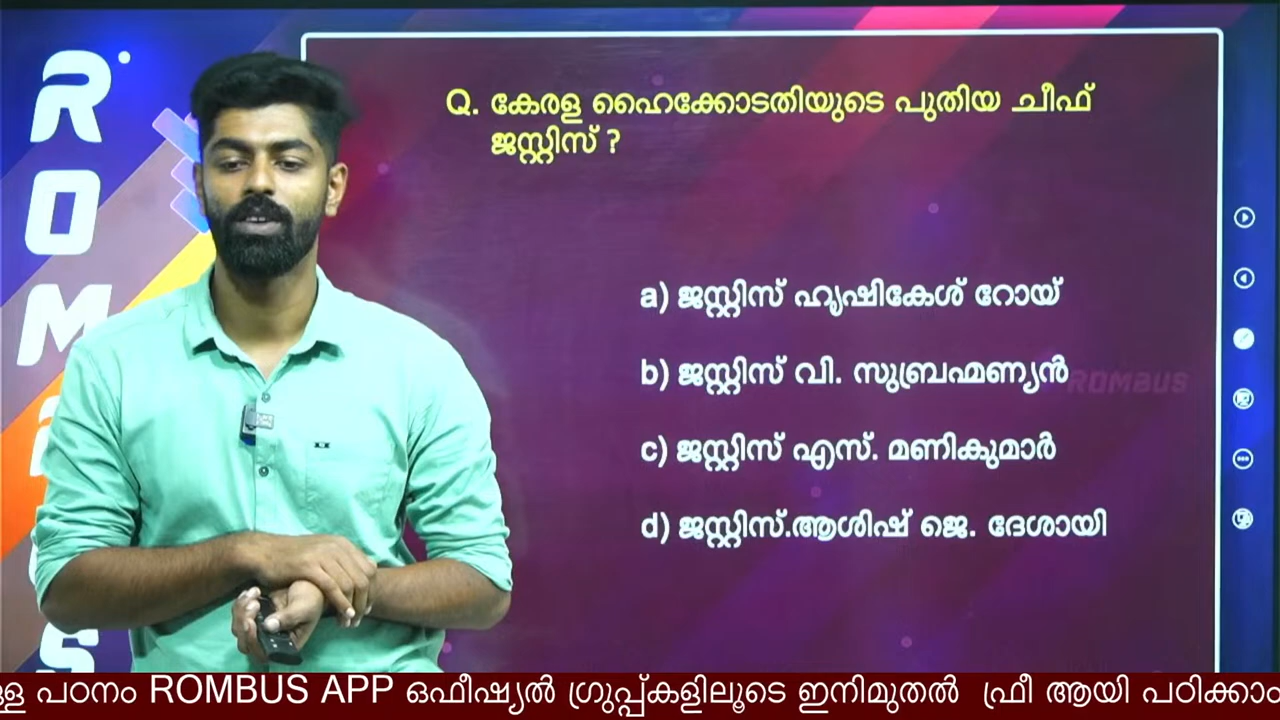 ROMBUS
Q. കേരള ഹൈക്കോടതിയുടെ പുതിയ ചീഫ്
ജസ്റ്റിസ് ?
a) ജസ്റ്റിസ് ഹൃഷികേശ് റോയ്
b) ജസ്റ്റിസ് വി. സുബ്രഹ്മണ്യൻ
ROMBUS
c) ജസ്റ്റിസ് എസ്. മണികുമാർ
d) ജസ്റ്റിസ്.ആശിഷ് ജെ. ദേശായി
പഠനം ROMBUS APP ഒഫീഷ്യൽ ഗ്രുപ്പ്കളിലൂടെ ഇനിമുതൽ ഫ്രീ ആയി പഠിക്കാം